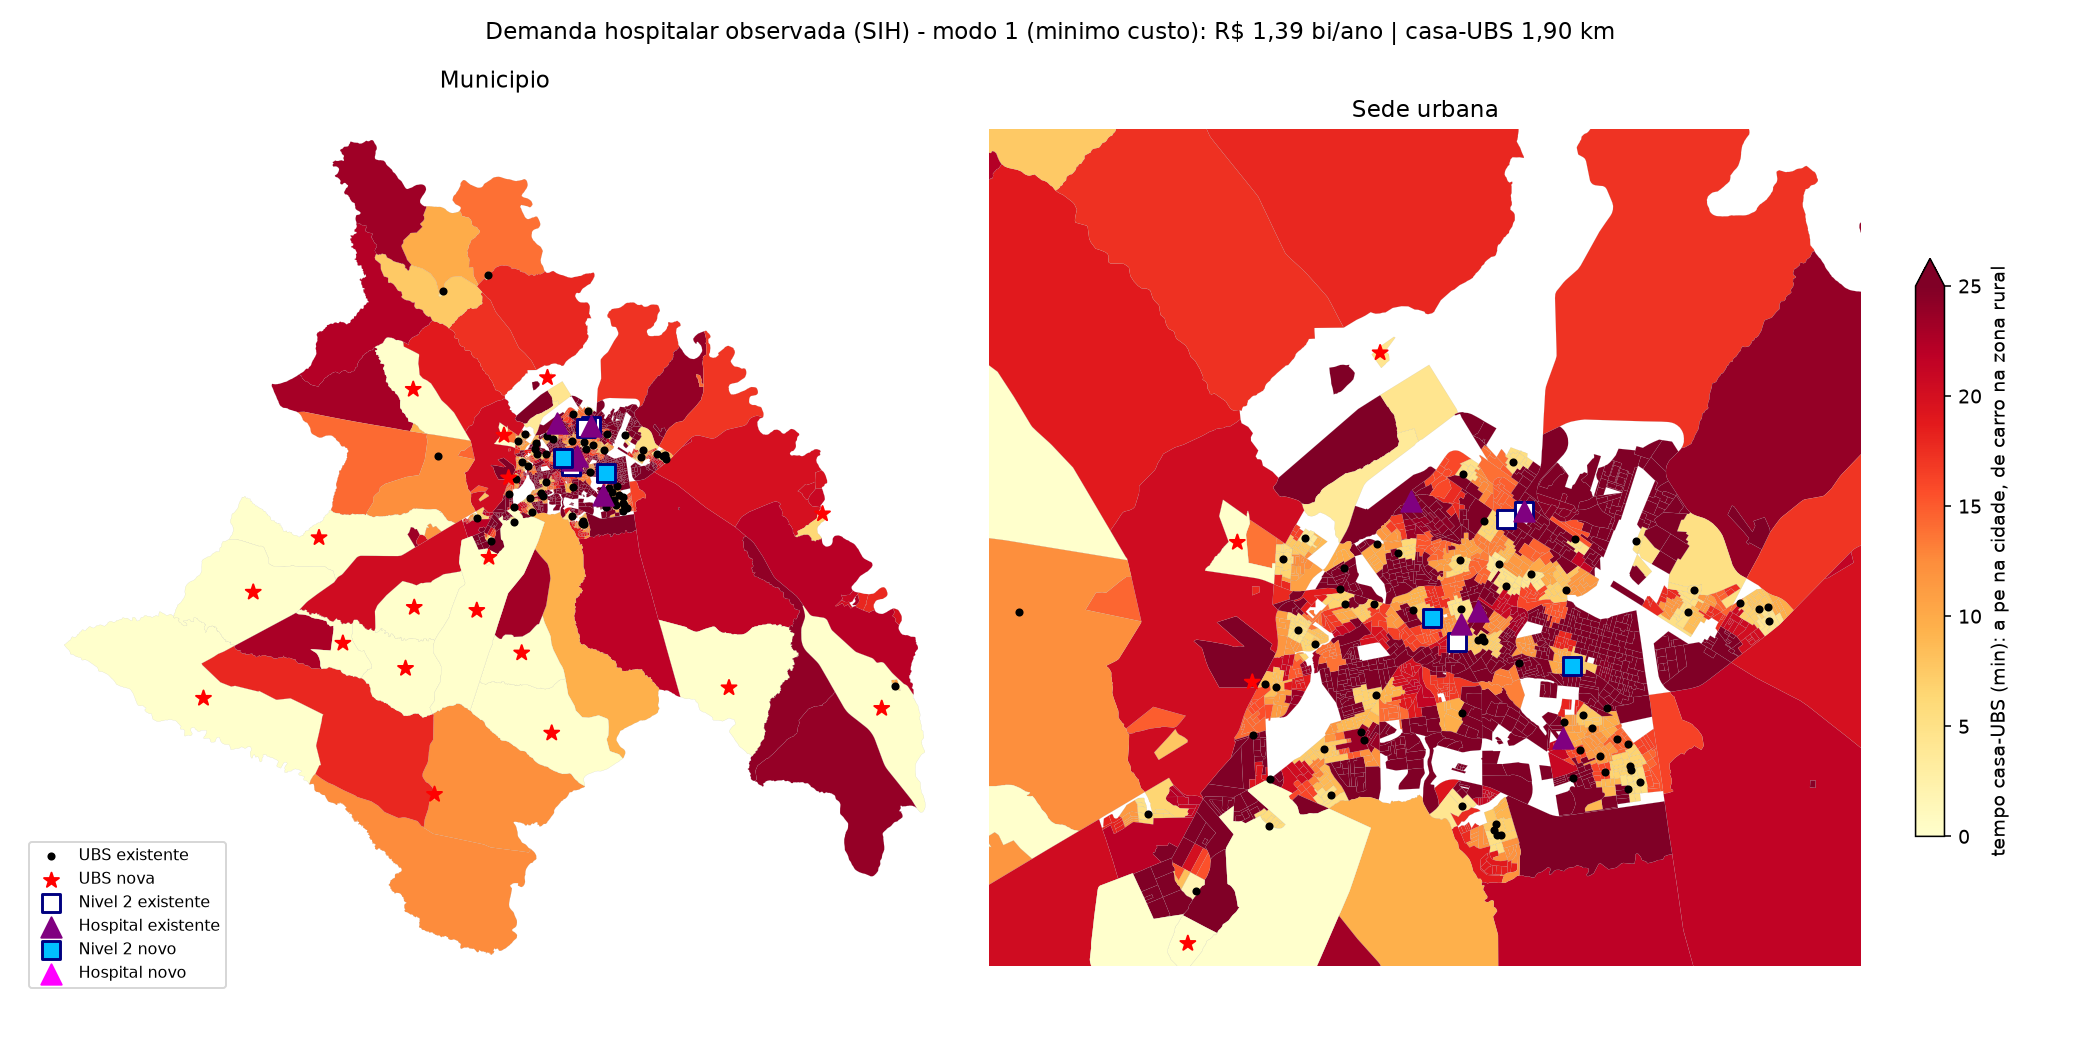 Demanda hospitalar observada (SIH) - modo 1 (minimo custo): R$ 1,39 bi/ano | casa-UBS 1,90 km
Municipio
Sede urbana
25
20
15
10
5
0
tempo casa-UBS (min): a pe na cidade, de carro na zona rural
UBS existente
UBS nova
Nivel 2 existente
Hospital existente
Nivel 2 novo
Hospital novo